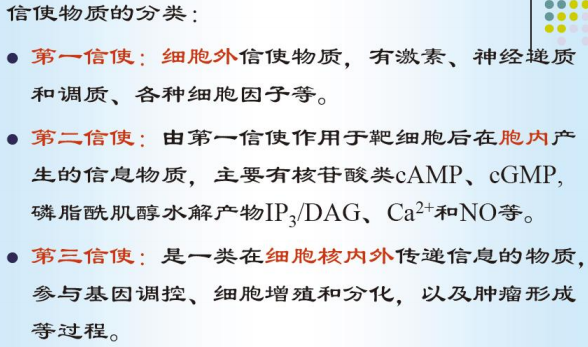 信使物质的分类：
● 第一信使：细胞外信使物质，有激素、神经递质
和调质、各种细胞因子等。
● 第二信使：由第一信使作用于靶细胞后在胞内产
生的信息物质，主要有核苷酸类cAMP、cGMP,
磷脂酰肌醇水解产物IP₃/DAG、Ca²⁺和NO等。
● 第三信使：是一类在细胞核内外传递信息的物质，
参与基因调控、细胞增殖和分化，以及肿瘤形成
等过程。